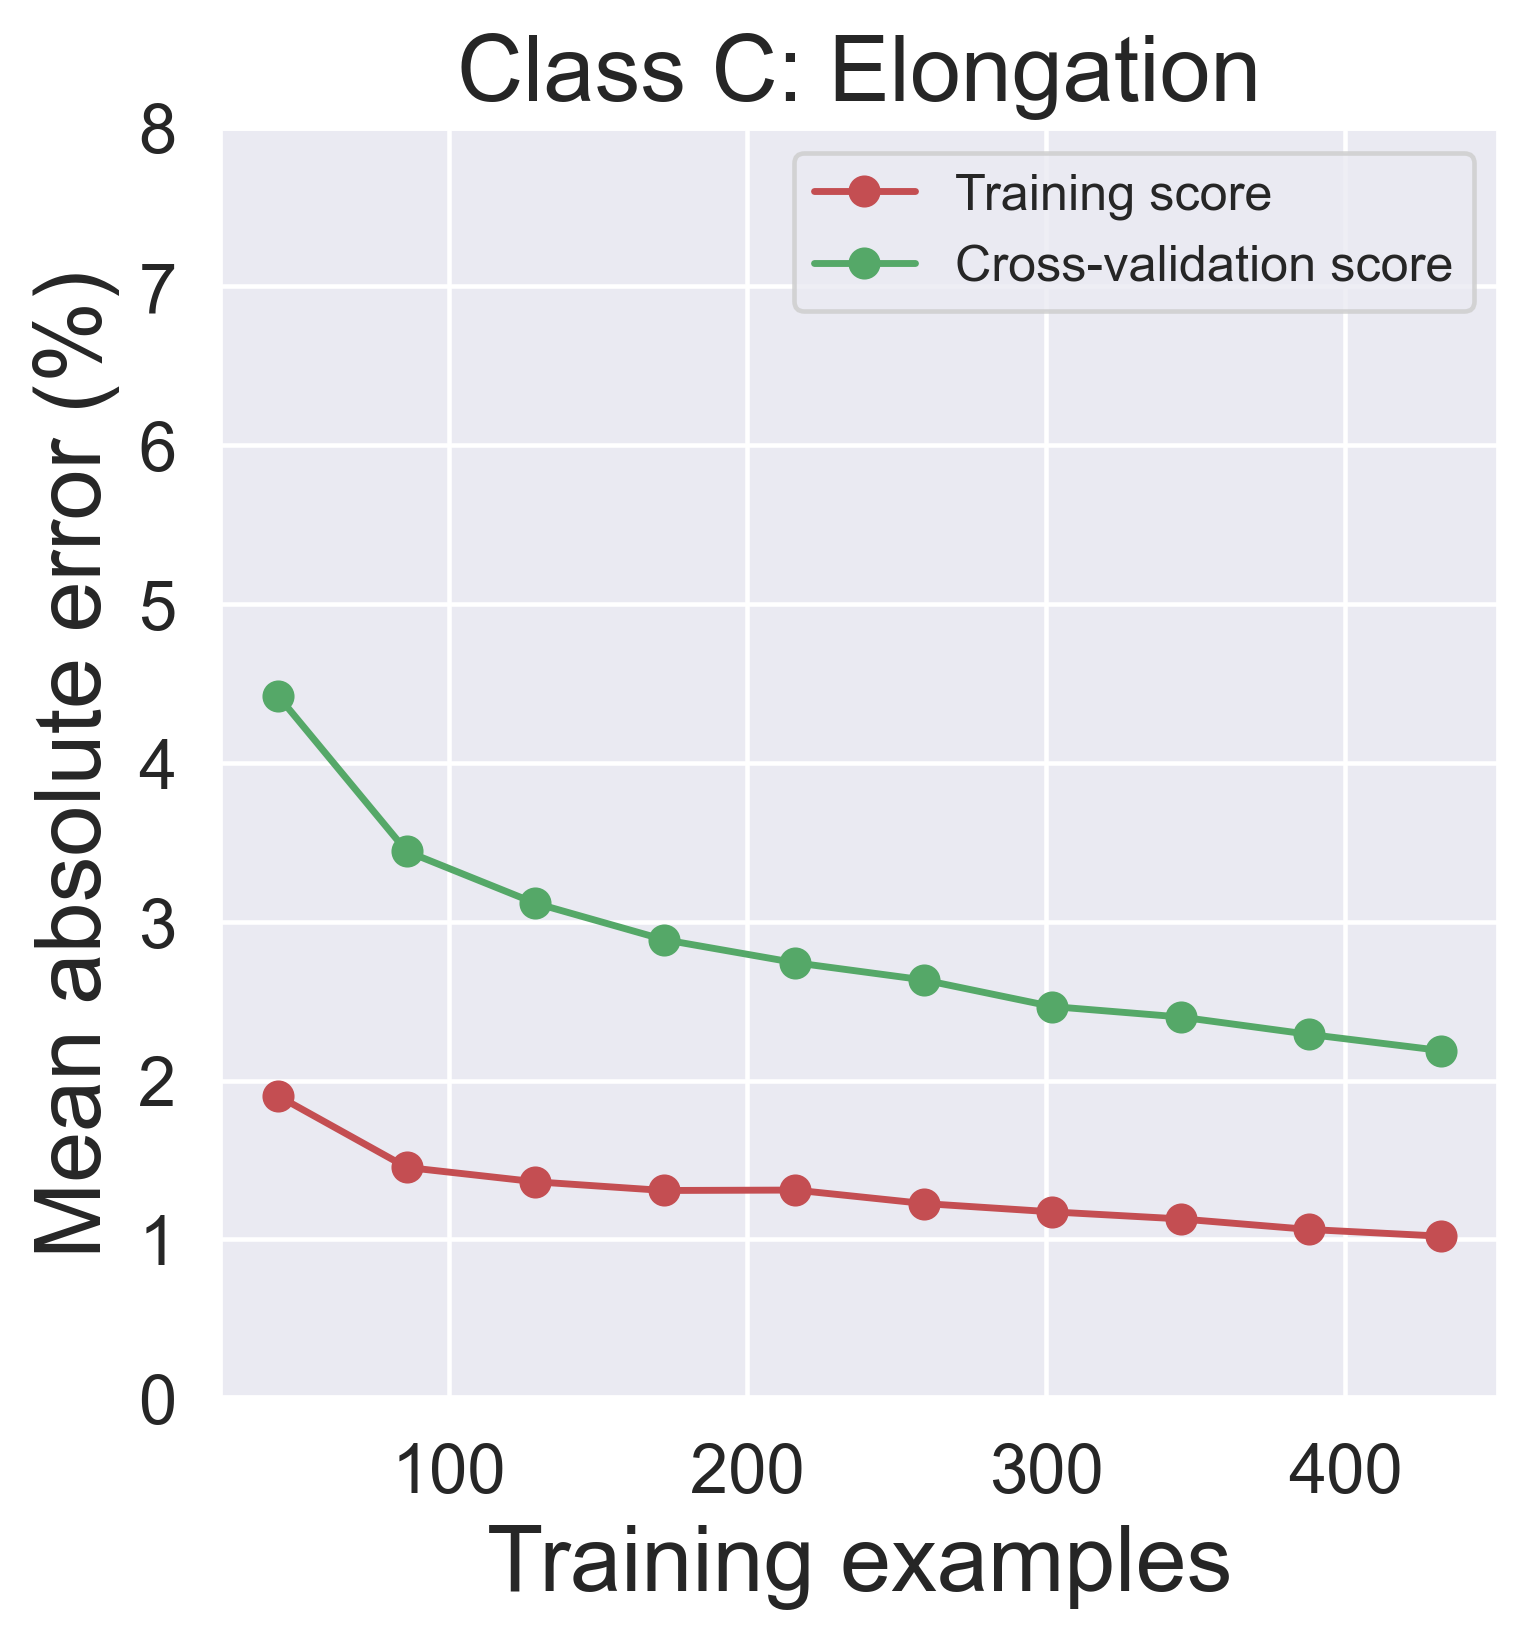 Class C: Elongation
Training score
Cross-validation score
Mean absolute error (%)
8
7
6
5
4
3
2
1
0
100 200 300 400
Training examples